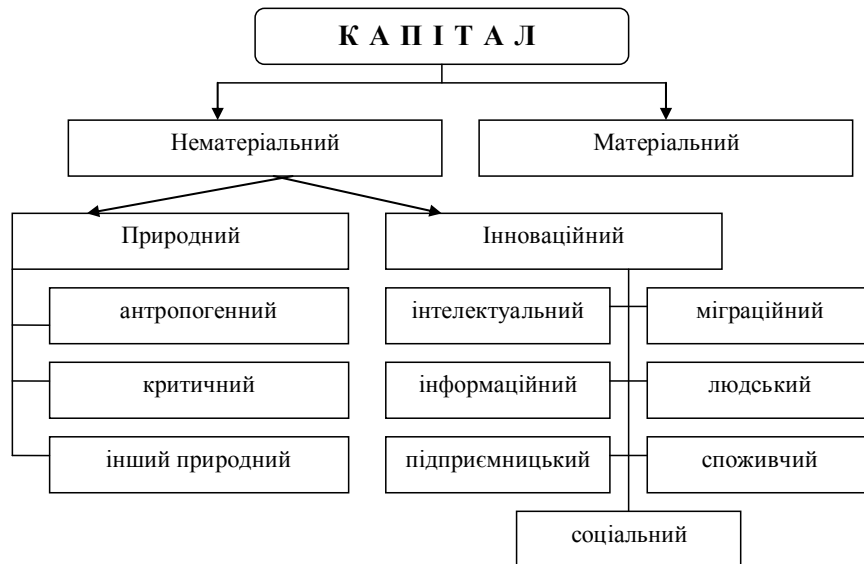 К А П І Т А Л
Нематеріальний
Матеріальний
Природний
Інноваційний
антропогенний
інтелектуальний
міграційний
критичний
інформаційний
людський
інший природний
підприємницький
споживчий
соціальний